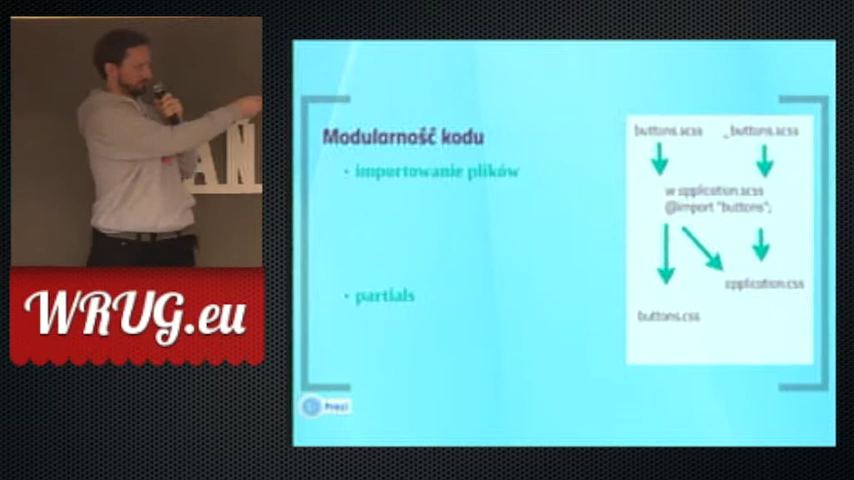 AN
WRUG.eu
Modularność kodu
• importowanie plików
• partials
buttons.scss _buttons.scss
w application.scss
@import "buttons";
application.css
buttons.css
Prezi